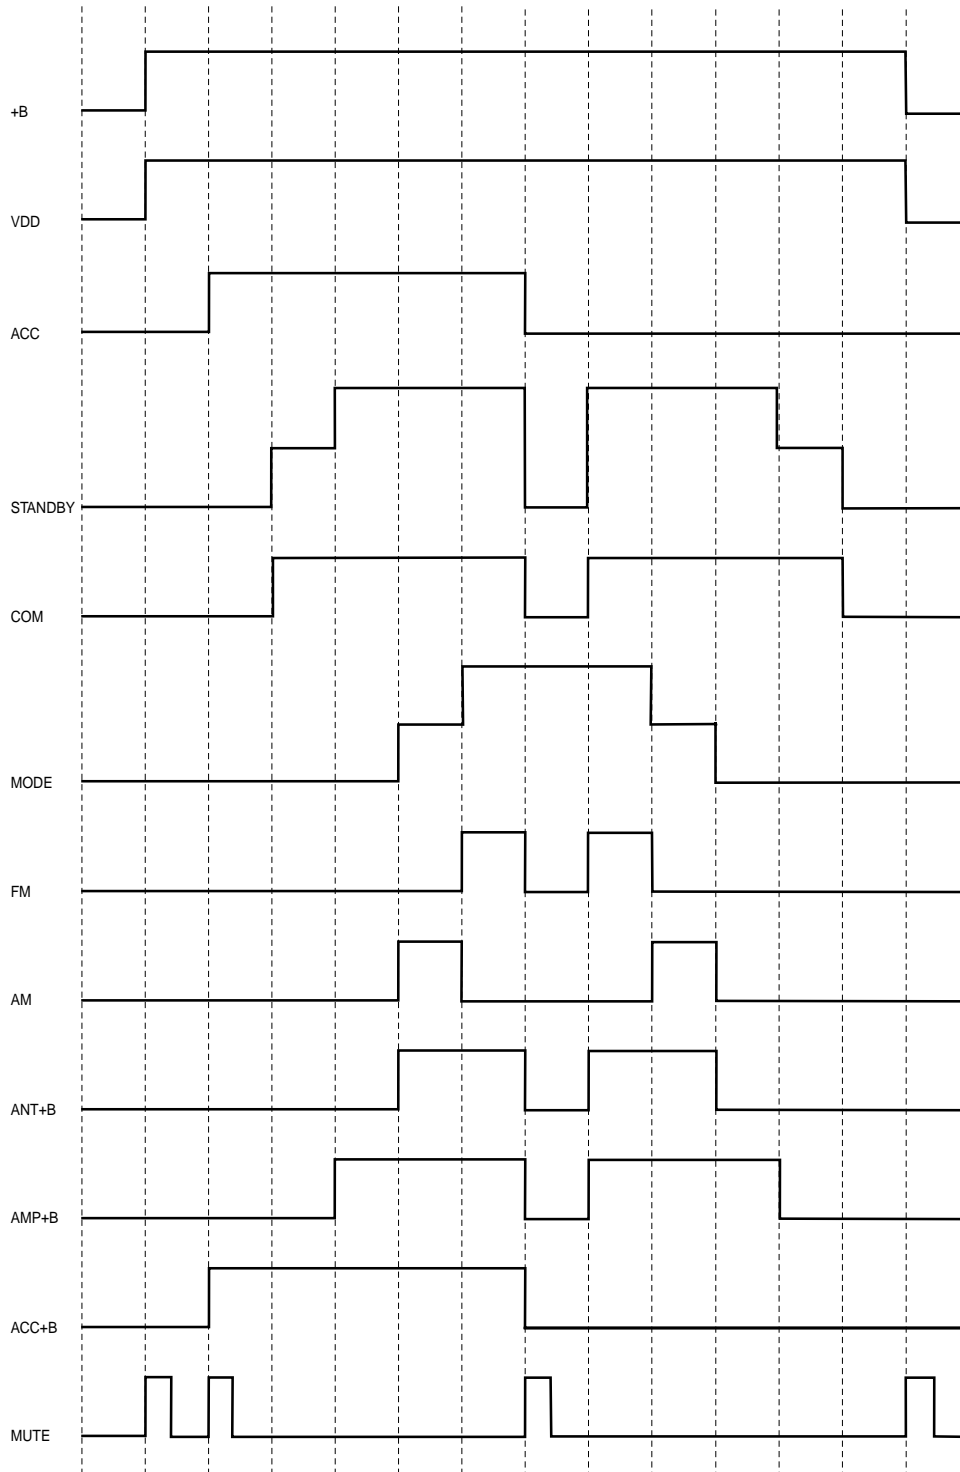 +B
VDD
ACC
STANDBY
COM
MODE
FM
AM
ANT+B
AMP+B
ACC+B
MUTE